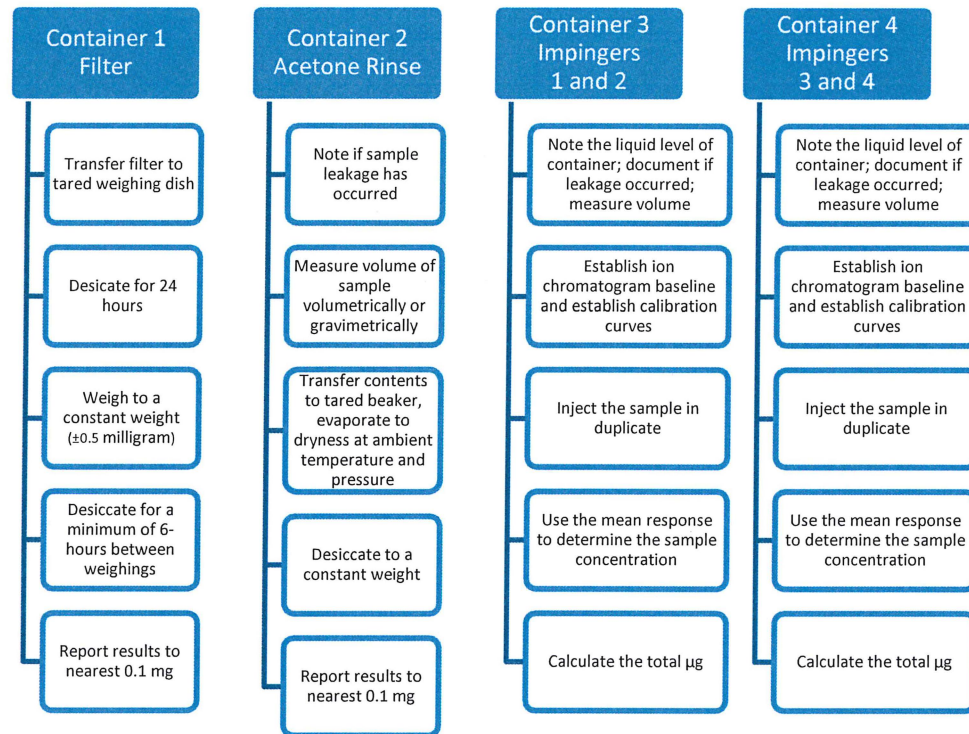 Container 1
Filter
Transfer filter to
tared weighing dish
Desicate for 24
hours
Weigh to a
constant weight
(±0.5 milligram)
Desiccate for a
minimum of 6-
hours between
weighings
Report results to
nearest 0.1 mg
Container 2
Acetone Rinse
Note if sample
leakage has
occurred
Measure volume of
sample
volumetrically or
gravimetrically
Transfer contents
to tared beaker,
evaporate to
dryness at ambient
temperature and
pressure
Desiccate to a
constant weight
Report results to
nearest 0.1 mg
Container 3
Impingers
1 and 2
Note the liquid level of
container; document if
leakage occurred;
measure volume
Establish ion
chromatogram baseline
and establish calibration
curves
Inject the sample in
duplicate
Use the mean response
to determine the sample
concentration
Calculate the total µg
Container 4
Impingers
3 and 4
Note the liquid level of
container; document if
leakage occurred;
measure volume
Establish ion
chromatogram baseline
and establish calibration
curves
Inject the sample in
duplicate
Use the mean response
to determine the sample
concentration
Calculate the total µg